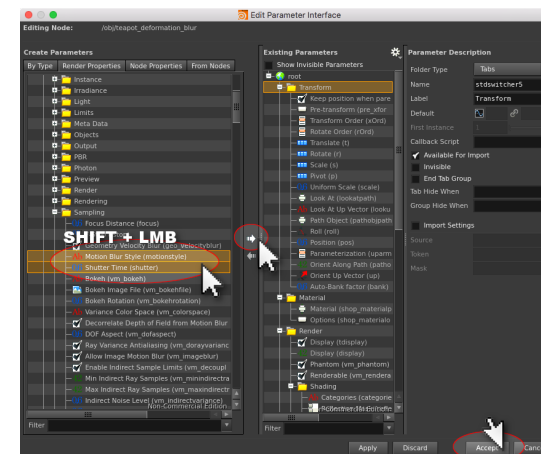 Edit Parameter Interface
Editing Node: /obj/teapot_deformation_blur
Create Parameters
By Type Render Properties Node Properties From Nodes
Instance
Irradiance
Light
Limits
Meta Data
Objects
Output
PBR
Photon
Preview
Render
Rendering
Sampling
Focus Distance (focus)
SHIFT + LMB
Geometry Velocity Blur (geo_velocityblur)
Motion Blur Style (motionstyle)
Shutter Time (shutter)
Bokeh (vm_bokeh)
Bokeh Image File (vm_bokehfile)
Bokeh Rotation (vm_bokehrotation)
Variance Color Space (vm_colorspace)
Decorrelate Depth of Field from Motion Blur
DOF Aspect (vm_dofaspect)
Ray Variance Antialiasing (vm_dorayvarianc
Allow Image Motion Blur (vm_imageblur)
Enable Indirect Sample Limits (vm_decoupl
Min Indirect Ray Samples (vm_minindirectra
Max Indirect Ray Samples (vm_maxindirectr
Indirect Noise Level (vm_indirectvariance)
Non-Commercial Edition
Filter
Existing Parameters
Show Invisible Parameters
root
Transform
Keep position when pare
Pre-transform (pre_xfor
Transform Order (xOrd)
Rotate Order (rOrd)
Translate (t)
Rotate (r)
Scale (s)
Pivot (p)
Uniform Scale (scale)
Look At (lookatpath)
Look At Up Vector (looku
Path Object (pathobjpath
Roll (roll)
Position (pos)
Parameterization (uparm
Orient Along Path (patho
Orient Up Vector (up)
Auto-Bank factor (bank)
Material
Material (shop_materialp
Options (shop_materialo
Render
Display (tdisplay)
Display (display)
Phantom (vm_phantom)
Renderable (vm_rendera
Shading
Categories (categorie
Filter
Parameter Description
Folder Type Tabs
Name stdswitcher5
Label Transform
Default
First Instance 1
Callback Script
Available For Import
Invisible
End Tab Group
Tab Hide When
Group Hide When
Import Settings
Source
Token
Mask
Apply Discard Accept Canc